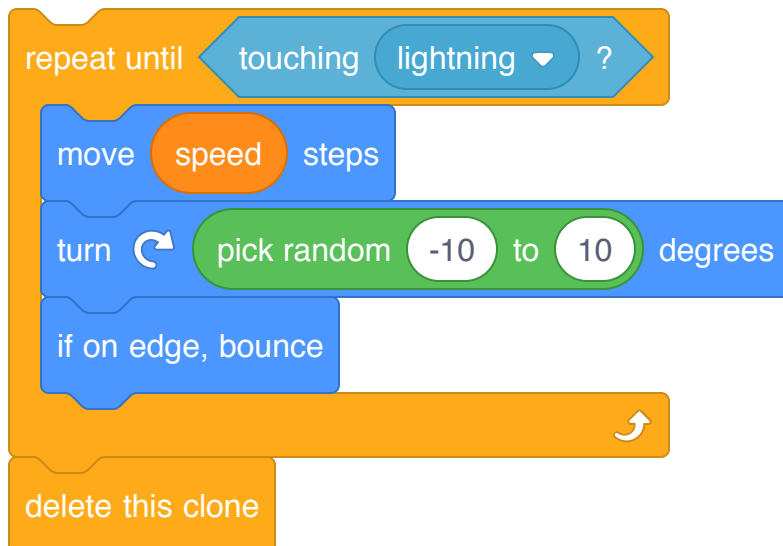 repeat until touching lightning ?
move speed steps
turn pick random -10 to 10 degrees
if on edge, bounce
delete this clone